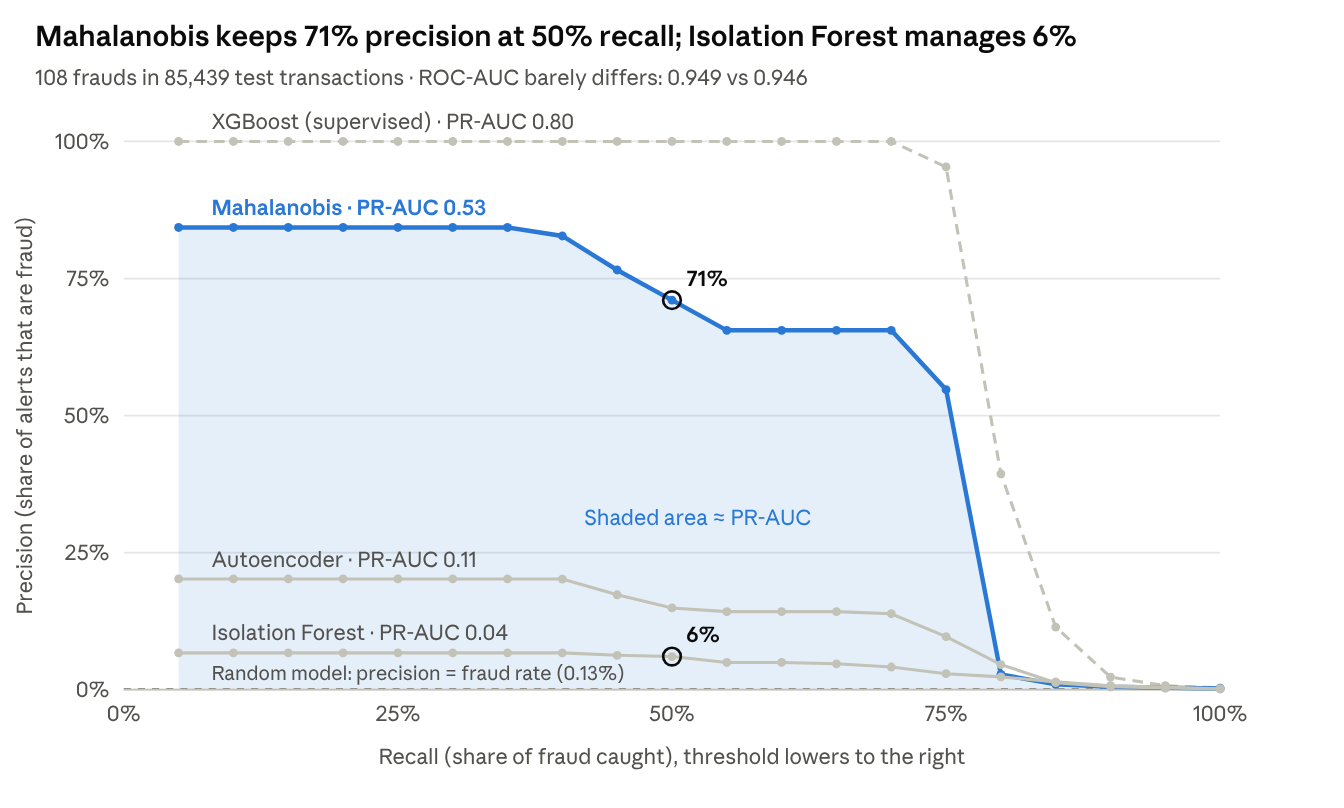 Mahalanobis keeps 71% precision at 50% recall; Isolation Forest manages 6%
108 frauds in 85,439 test transactions · ROC-AUC barely differs: 0.949 vs 0.946
XGBoost (supervised) · PR-AUC 0.80
100%
Mahalanobis · PR-AUC 0.53
75%
71%
50%
Shaded area ≈ PR-AUC
25%
Autoencoder · PR-AUC 0.11
Isolation Forest · PR-AUC 0.04
6%
Random model: precision = fraud rate (0.13%)
0%
Precision (share of alerts that are fraud)
0% 25% 50% 75% 100%
Recall (share of fraud caught), threshold lowers to the right